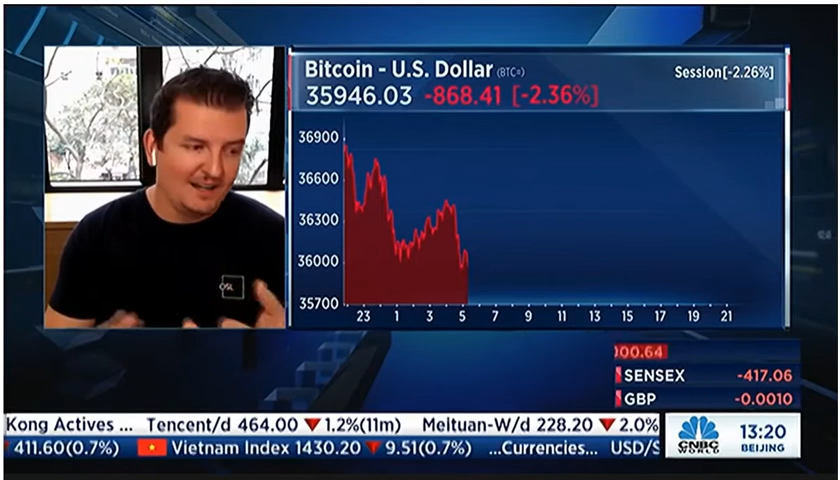 Bitcoin - U.S. Dollar (BTC=)
Session[-2.26%]
35946.03 -868.41 [-2.36%]
36900
36600
36300
36000
35700
23 1 3 5 7 9 11 13 15 17 19 21
OSL
000.64
SENSEX -417.06
GBP -0.0010
Kong Actives ... Tencent/d 464.00 ▼ 1.2%(11m) Meituan-W/d 228.20 ▼ 2.0%
411.60(0.7%) Vietnam Index 1430.20 ▼ 9.51(0.7%) ...Currencies... USD/S
CNBC
WORLD
13:20
BEIJING